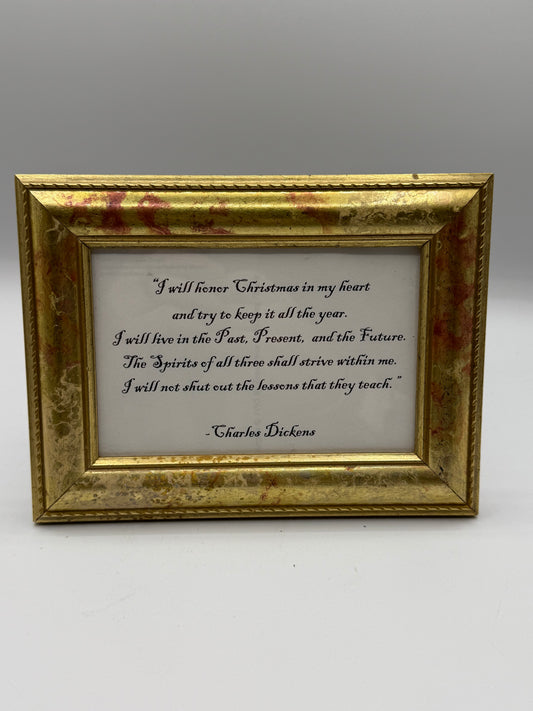 "I will honor Christmas in my heart
and try to keep it all the year.
I will live in the Past, Present, and the Future.
The Spirits of all three shall strive within me.
I will not shut out the lessons that they teach."
-Charles Dickens